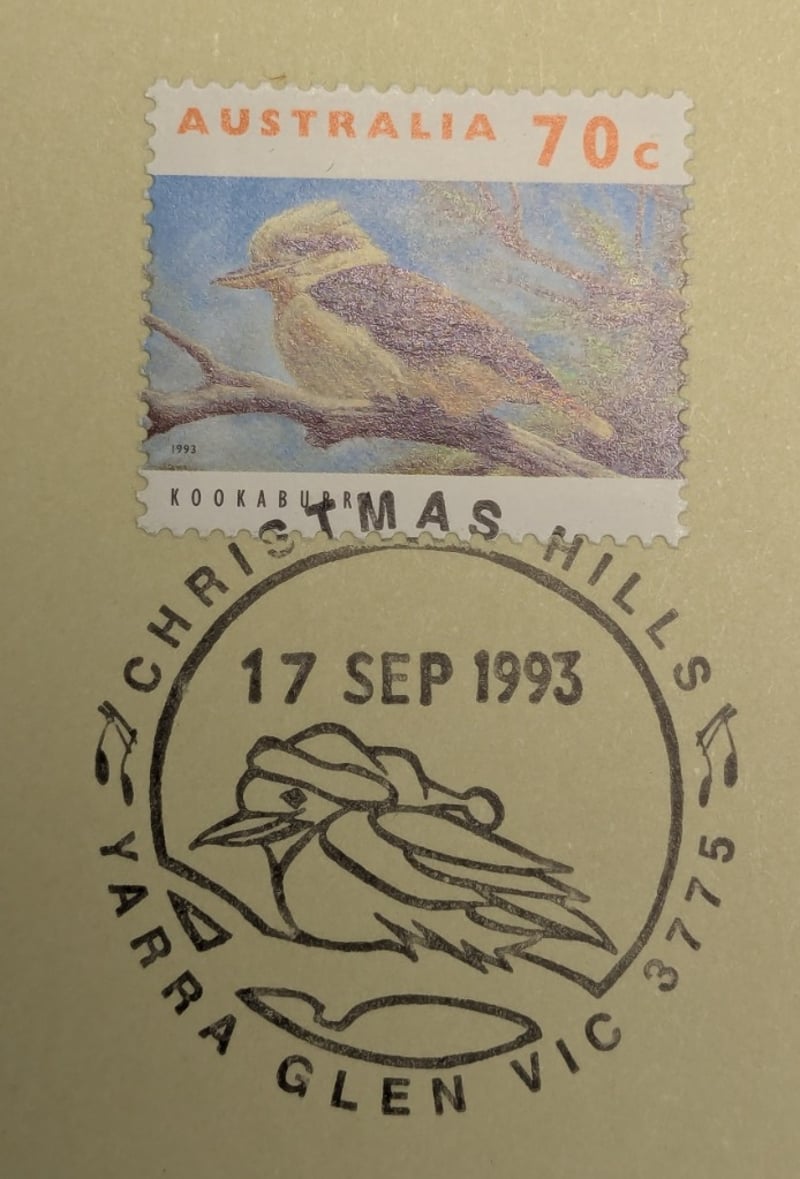 AUSTRALIA 70c
1993
KOOKABURR
CHRISTMAS HILLS
17 SEP 1993
YARRA GLEN VIC 3775